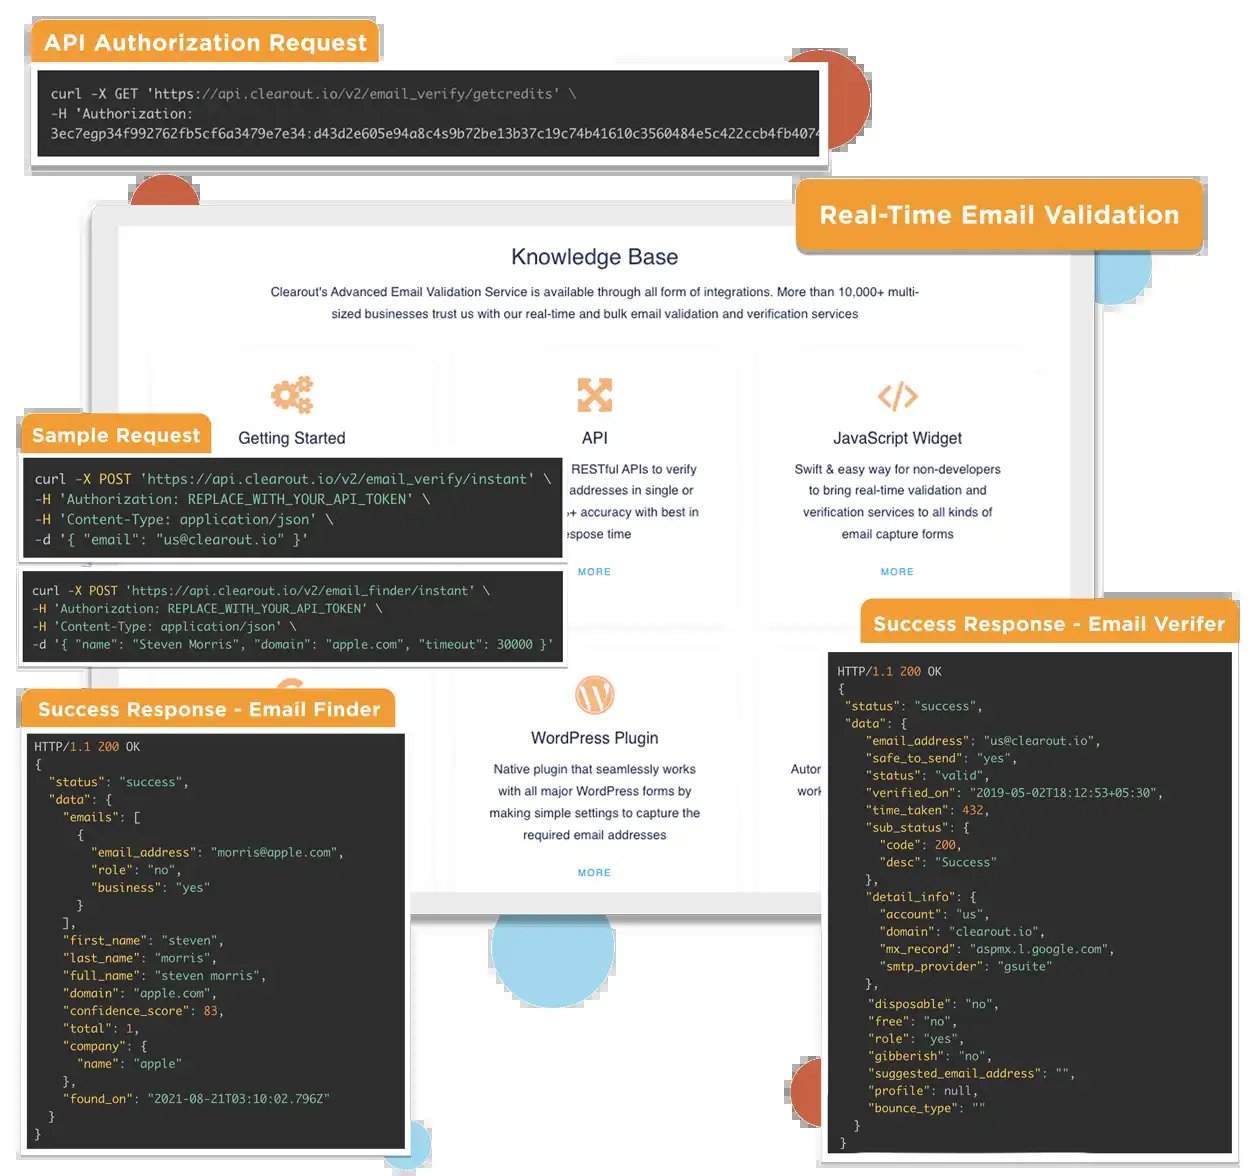 API Authorization Request
curl -X GET 'https://api.clearout.io/v2/email_verify/getcredits' \
-H 'Authorization:
3ec7egp34f992762fb5cf6a3479e7e34:d43d2e605e94a8c4s9b72be13b37c19c74b41610c3560484e5c422ccb4fb4074
Real-Time Email Validation
Knowledge Base
Clearout's Advanced Email Validation Service is available through all form of integrations. More than 10,000+ multi-
sized businesses trust us with our real-time and bulk email validation and verification services
Getting Started
API
RESTful APIs to verify
addresses in single or
+ accuracy with best in
espose time
MORE
JavaScript Widget
Swift & easy way for non-developers
to bring real-time validation and
verification services to all kinds of
email capture forms
MORE
Sample Request
curl -X POST 'https://api.clearout.io/v2/email_verify/instant' \
-H 'Authorization: REPLACE_WITH_YOUR_API_TOKEN' \
-H 'Content-Type: application/json' \
-d '{ "email": "us@clearout.io" }'
curl -X POST 'https://api.clearout.io/v2/email_finder/instant' \
-H 'Authorization: REPLACE_WITH_YOUR_API_TOKEN' \
-H 'Content-Type: application/json' \
-d '{ "name": "Steven Morris", "domain": "apple.com", "timeout": 30000 }'
Success Response - Email Finder
HTTP/1.1 200 OK
{
"status": "success",
"data": {
"emails": [
{
"email_address": "morris@apple.com",
"role": "no",
"business": "yes"
}
],
"first_name": "steven",
"last_name": "morris",
"full_name": "steven morris",
"domain": "apple.com",
"confidence_score": 83,
"total": 1,
"company": {
"name": "apple"
},
"found_on": "2021-08-21T03:10:02.796Z"
}
}
WordPress Plugin
Native plugin that seamlessly works
with all major WordPress forms by
making simple settings to capture the
required email addresses
MORE
Autor
work
Success Response - Email Verifer
HTTP/1.1 200 OK
{
"status": "success",
"data": {
"email_address": "us@clearout.io",
"safe_to_send": "yes",
"status": "valid",
"verified_on": "2019-05-02T18:12:53+05:30",
"time_taken": 432,
"sub_status": {
"code": 200,
"desc": "Success"
},
"detail_info": {
"account": "us",
"domain": "clearout.io",
"mx_record": "aspmx.l.google.com",
"smtp_provider": "gsuite"
},
"disposable": "no",
"free": "no",
"role": "yes",
"gibberish": "no",
"suggested_email_address": "",
"profile": null,
"bounce_type": ""
}
}